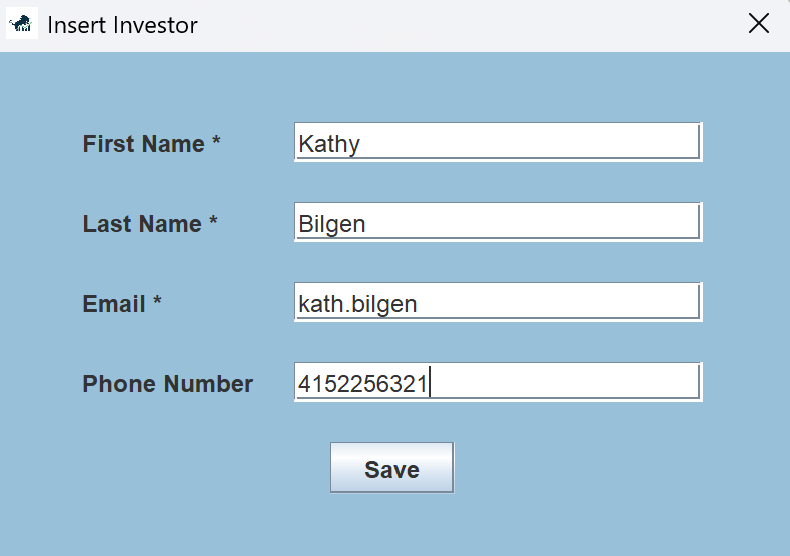 Insert Investor
First Name * Kathy
Last Name * Bilgen
Email * kath.bilgen
Phone Number 4152256321
Save